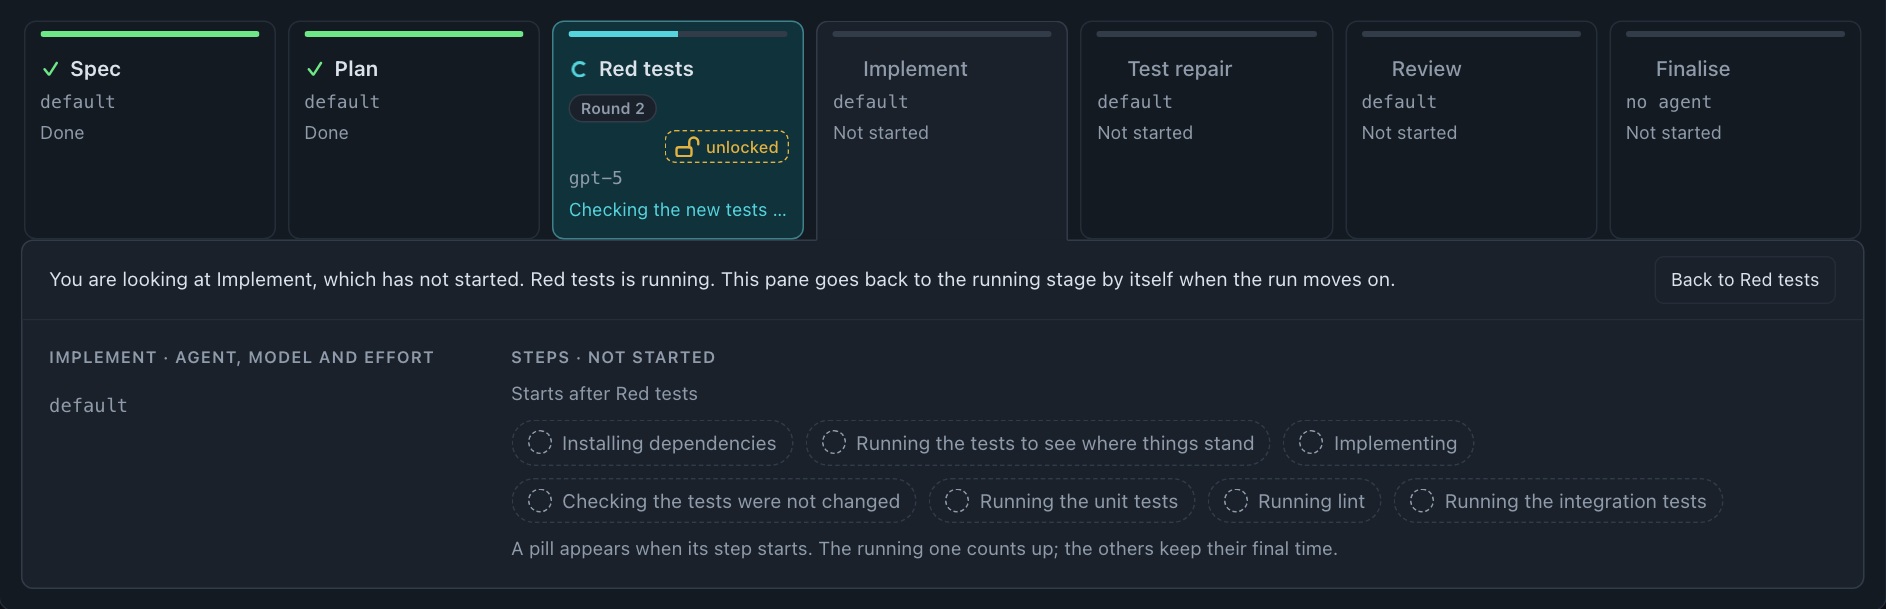 Spec
default
Done
Plan
default
Done
Red tests
Round 2
unlocked
gpt-5
Checking the new tests ...
Implement
default
Not started
Test repair
default
Not started
Review
default
Not started
Finalise
no agent
Not started
You are looking at Implement, which has not started. Red tests is running. This pane goes back to the running stage by itself when the run moves on.
Back to Red tests
IMPLEMENT · AGENT, MODEL AND EFFORT
default
STEPS · NOT STARTED
Starts after Red tests
Installing dependencies
Running the tests to see where things stand
Implementing
Checking the tests were not changed
Running the unit tests
Running lint
Running the integration tests
A pill appears when its step starts. The running one counts up; the others keep their final time.